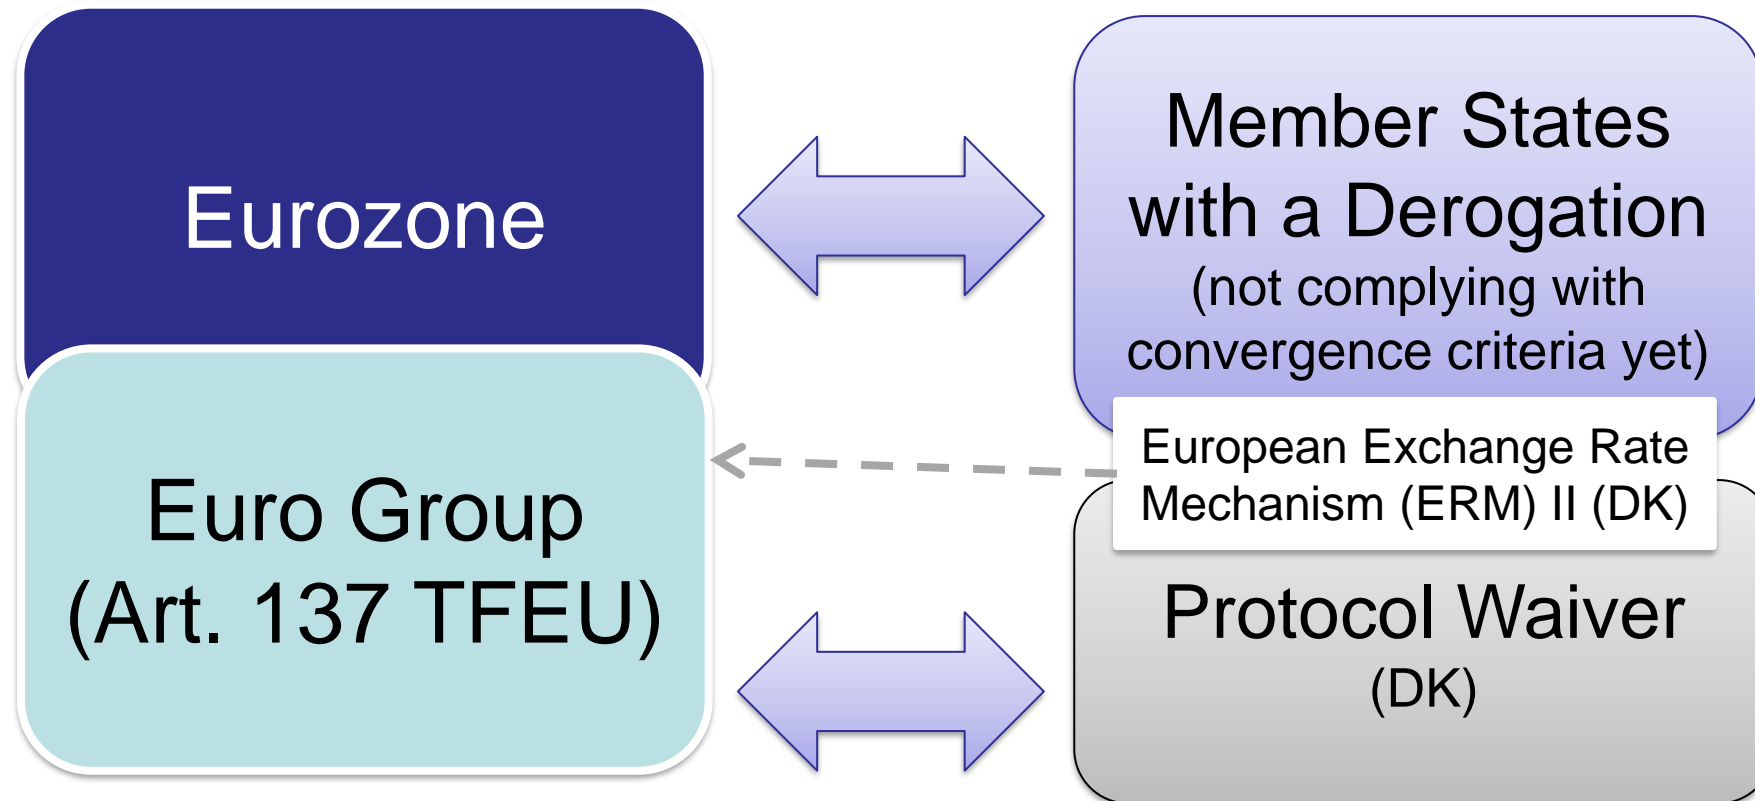 Eurozone
Euro Group
(Art. 137 TFEU)
Member States
with a Derogation
(not complying with
convergence criteria yet)
European Exchange Rate
Mechanism (ERM) II (DK)
Protocol Waiver
(DK)